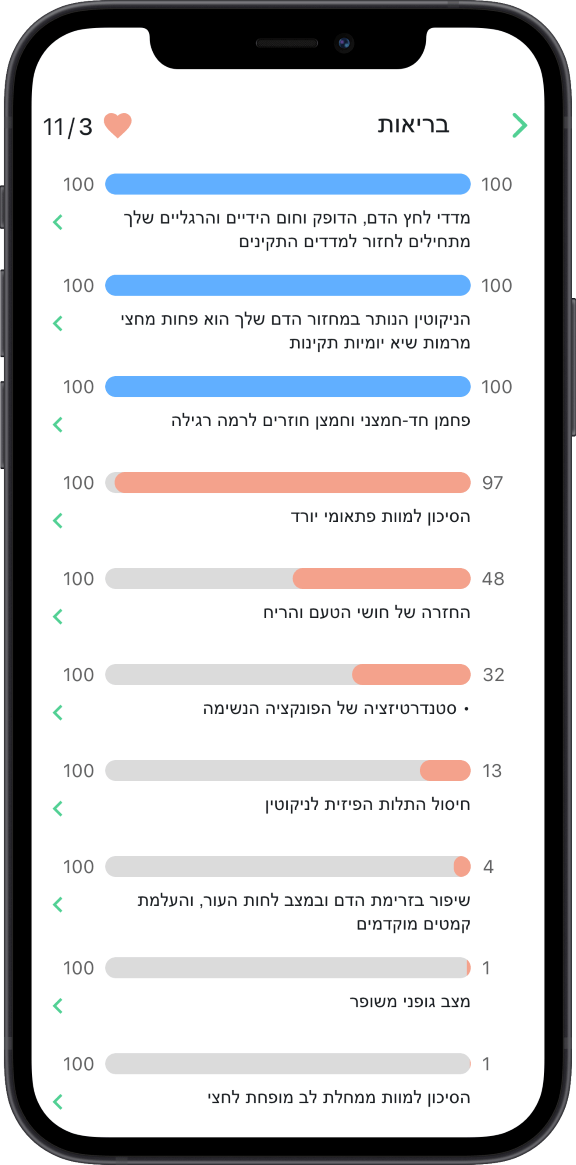 בריאות
11/3
100 100
מדדי לחץ הדם, הדופק וחום הידיים והרגליים שלך
מתחילים לחזור למדדים התקינים
100 100
הניקוטין הנותר במחזור הדם שלך הוא פחות מחצי
מרמות שיא יומיות תקינות
100 100
פחמן חד-חמצני וחמצן חוזרים לרמה רגילה
97 100
הסיכון למוות פתאומי יורד
48 100
החזרה של חושי הטעם והריח
32 100
• סטנדרטיזציה של הפונקציה הנשימה
13 100
חיסול התלות הפיזית לניקוטין
4 100
שיפור בזרימת הדם ובמצב לחות העור, והעלמת
קמטים מוקדמים
1 100
מצב גופני משופר
1 100
הסיכון למוות ממחלת לב מופחת לחצי